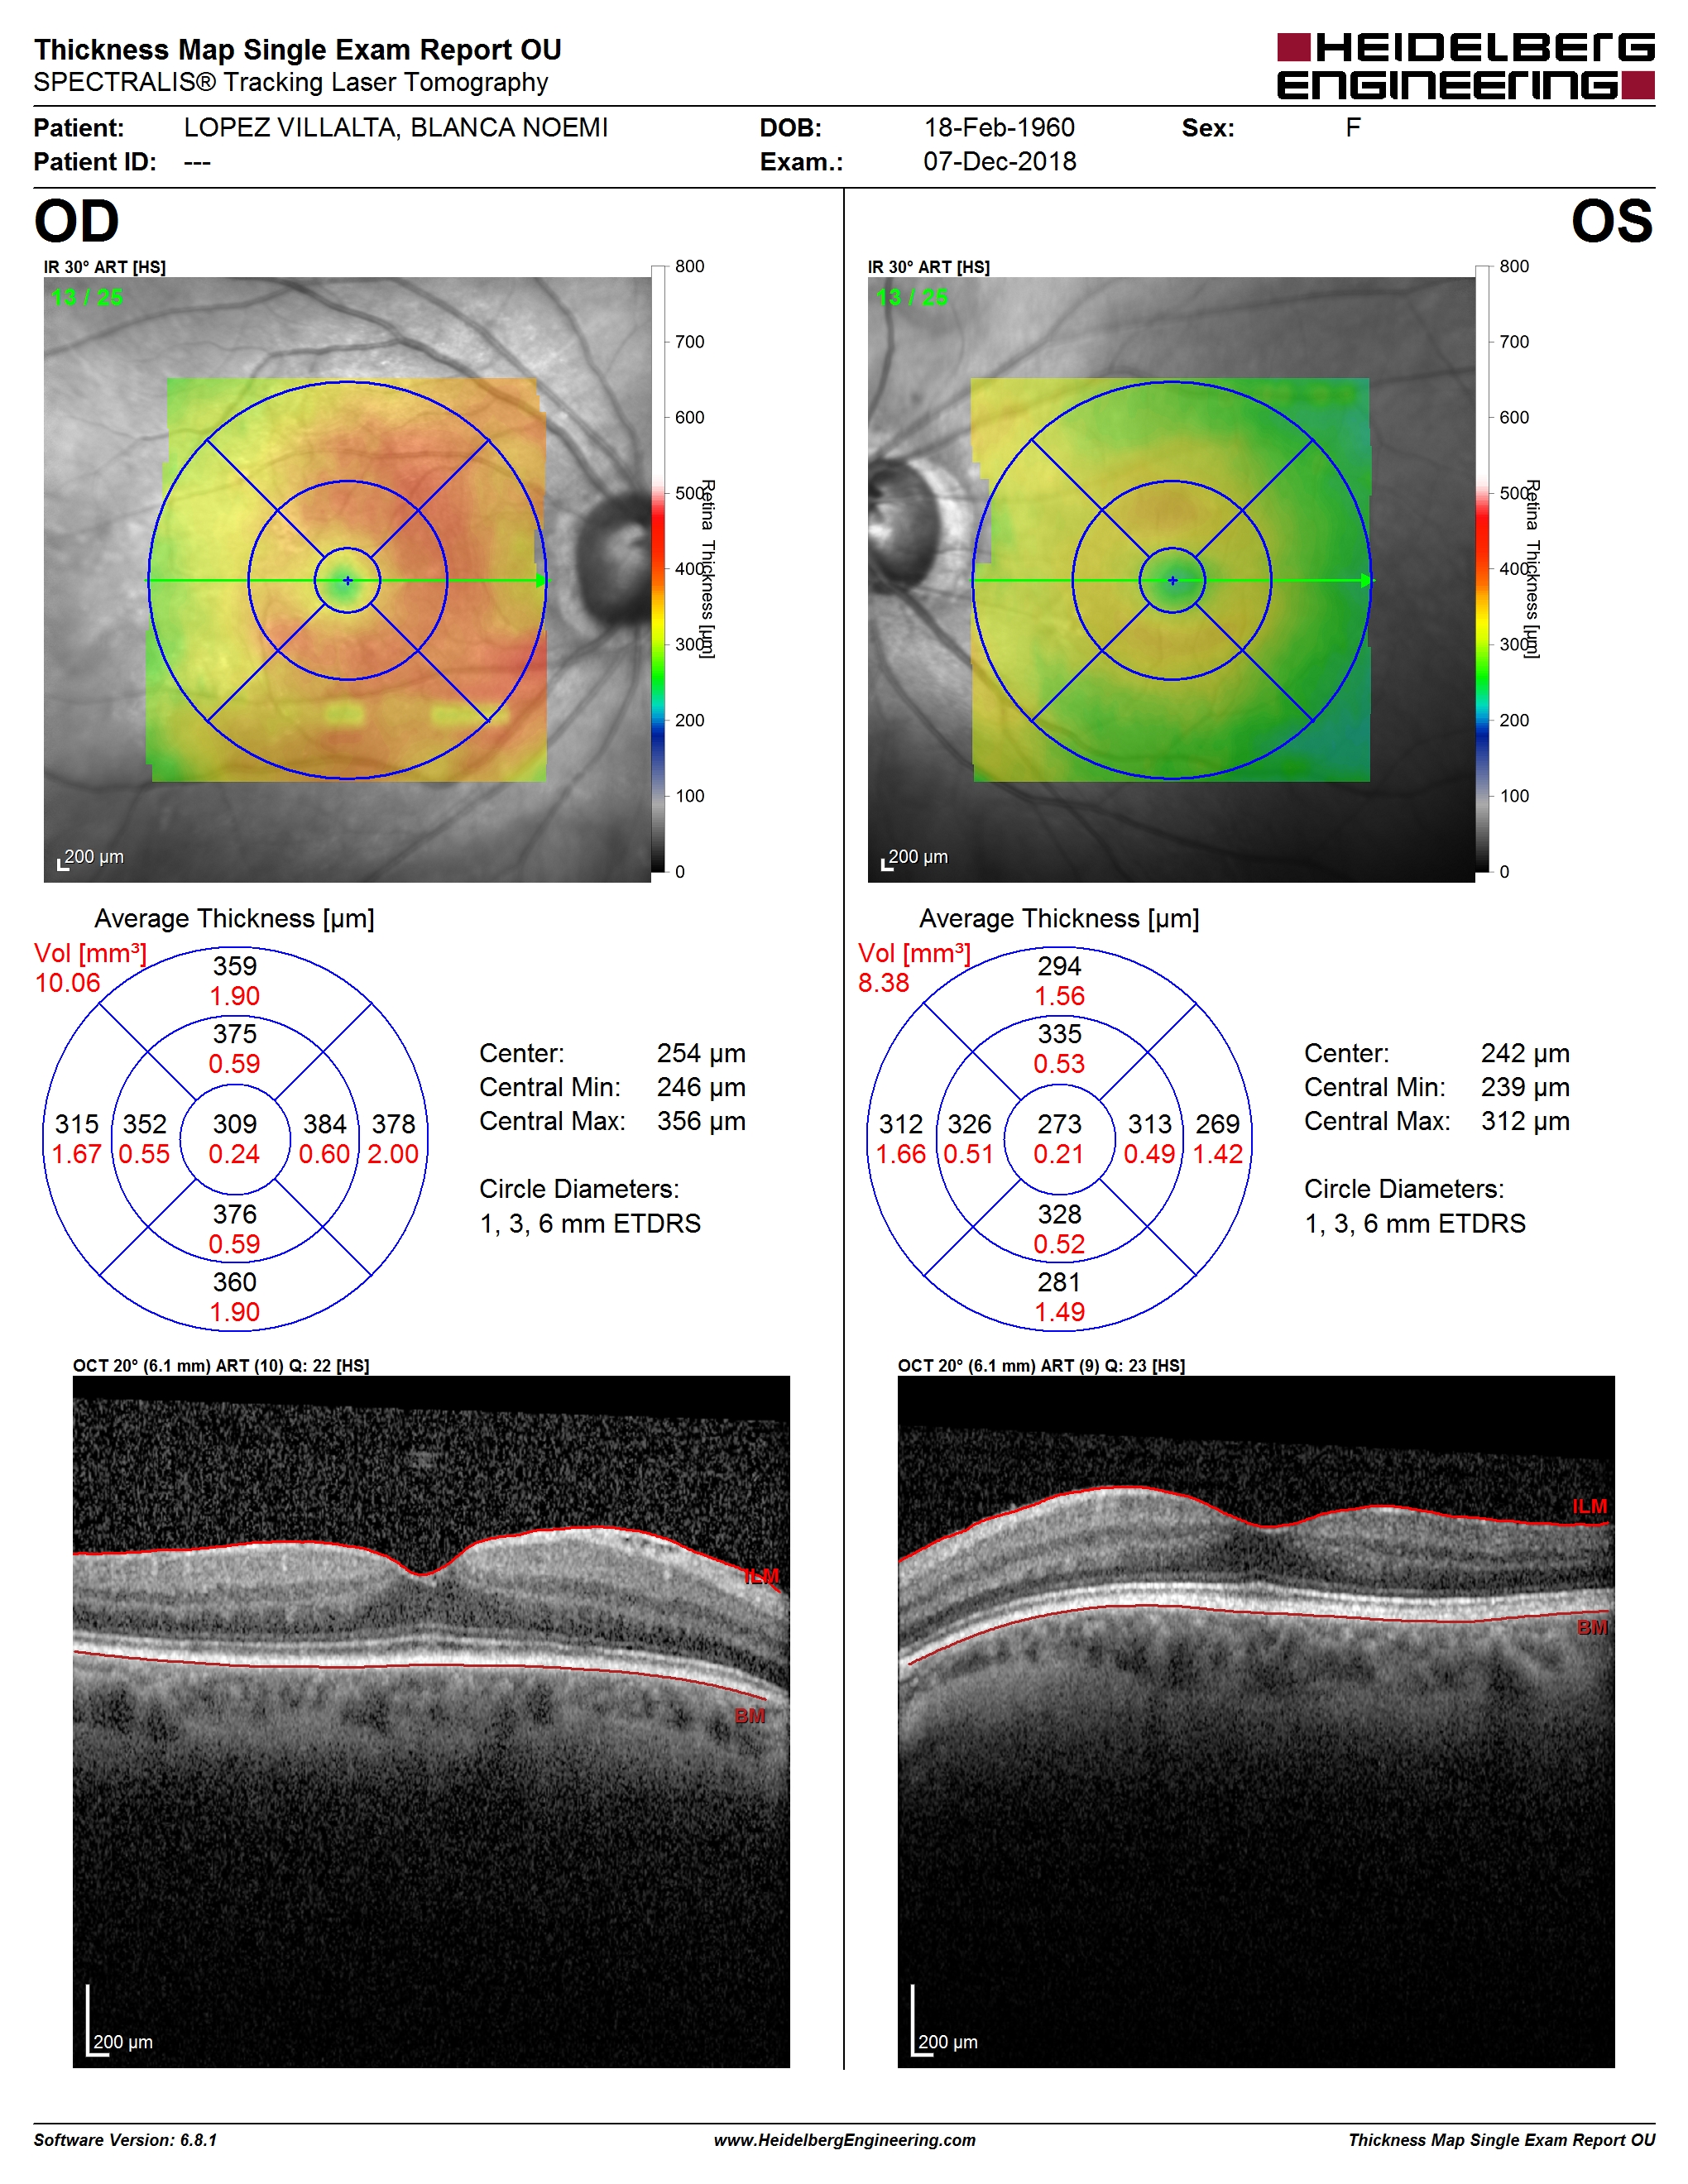 Thickness Map Single Exam Report OU
SPECTRALIS® Tracking Laser Tomography
HEIDELBERG
ENGINEERING
Patient: LOPEZ VILLALTA, BLANCA NOEMI DOB: 18-Feb-1960 Sex: F
Patient ID: --- Exam.: 07-Dec-2018
OD
IR 30° ART [HS]
13 / 25
800
700
600
500
400
300
200
100
0
Retina Thickness [µm]
200 µm
Average Thickness [µm]
Vol [mm³]
10.06
359
1.90
375
0.59
315 352 309 384 378
1.67 0.55 0.24 0.60 2.00
376
0.59
360
1.90
Center: 254 µm
Central Min: 246 µm
Central Max: 356 µm
Circle Diameters:
1, 3, 6 mm ETDRS
OCT 20° (6.1 mm) ART (10) Q: 22 [HS]
ILM
BM
200 µm
OS
IR 30° ART [HS]
13 / 25
800
700
600
500
400
300
200
100
0
Retina Thickness [µm]
200 µm
Average Thickness [µm]
Vol [mm³]
8.38
294
1.56
335
0.53
312 326 273 313 269
1.66 0.51 0.21 0.49 1.42
328
0.52
281
1.49
Center: 242 µm
Central Min: 239 µm
Central Max: 312 µm
Circle Diameters:
1, 3, 6 mm ETDRS
OCT 20° (6.1 mm) ART (9) Q: 23 [HS]
ILM
BM
200 µm
Software Version: 6.8.1 www.HeidelbergEngineering.com Thickness Map Single Exam Report OU